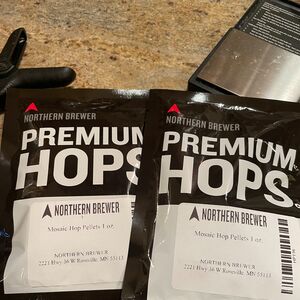 NORTHERN BREWER
PREMIUM
HOPS
NORTHERN BREWER
Mosaic Hop Pellets 1 oz.
NORTHERN BREWER
2221 Hwy 36 W Roseville, MN 55113
NORTHERN BREWER
PREMIUM
HOPS
NORTHERN BREWER
Mosaic Hop Pellets 1 oz.
NORTHERN BREWER
2221 Hwy 36 W Roseville, MN 55113